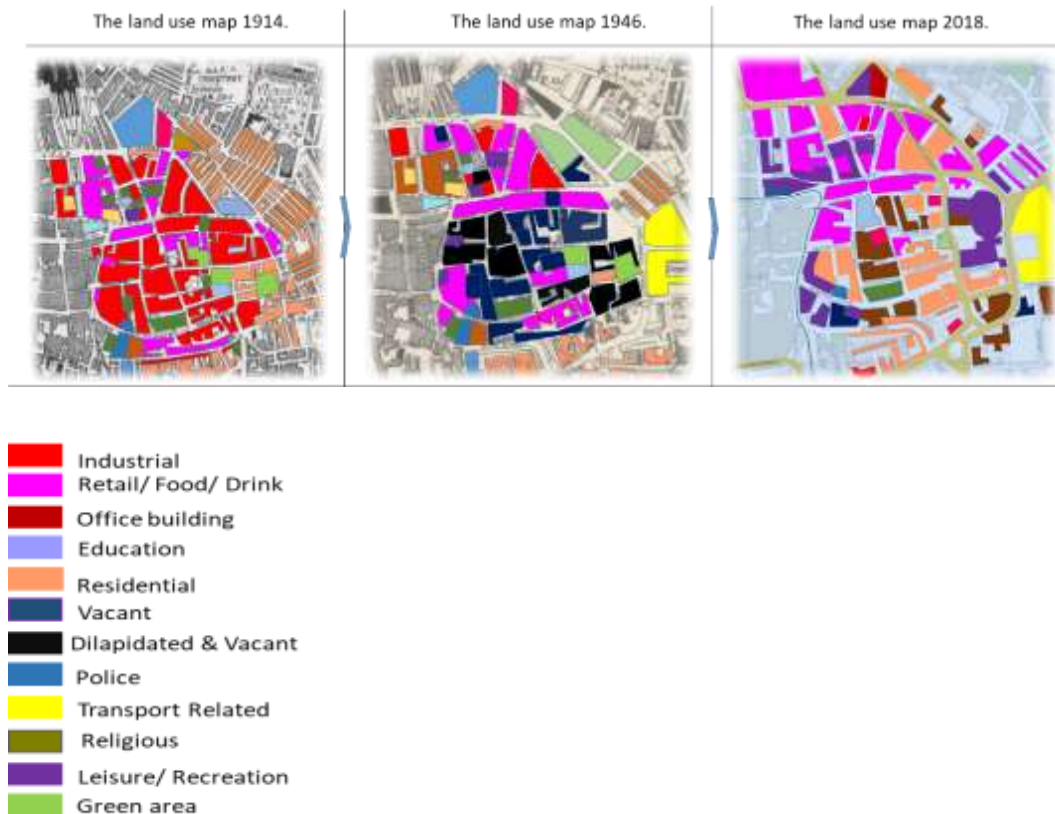 The land use map 1914.
The land use map 1946.
The land use map 2018.
Industrial
Retail/ Food/ Drink
Office building
Education
Residential
Vacant
Dilapidated & Vacant
Police
Transport Related
Religious
Leisure/ Recreation
Green area